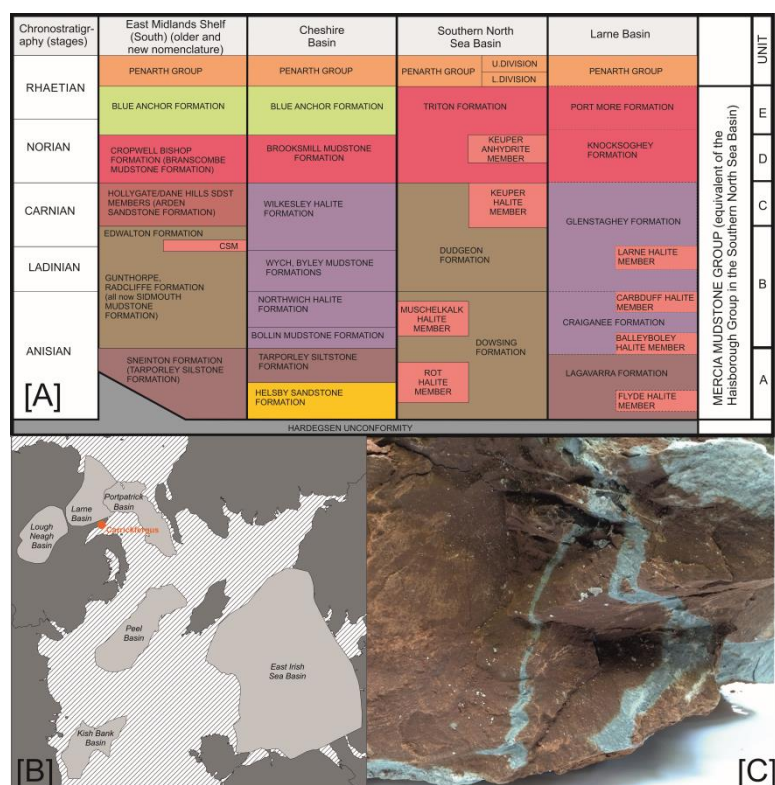 Chronostratigr-
aphy (stages)
East Midlands Shelf
(South) (older and
new nomenclature)
Cheshire
Basin
Southern North
Sea Basin
Larne Basin
UNIT
RHAETIAN
PENARTH GROUP
PENARTH GROUP
PENARTH GROUP
U.DIVISION
L.DIVISION
PENARTH GROUP
BLUE ANCHOR FORMATION
BLUE ANCHOR FORMATION
TRITON FORMATION
PORT MORE FORMATION
E
NORIAN
CROPWELL BISHOP
FORMATION (BRANSCOMBE
MUDSTONE FORMATION)
BROOKSMILL MUDSTONE
FORMATION
KEUPER
ANHYDRITE
MEMBER
KNOCKSOGHEY
FORMATION
D
CARNIAN
HOLLYGATE/DANE HILLS SDST
MEMBERS (ARDEN
SANDSTONE FORMATION)
WILKESLEY HALITE
FORMATION
KEUPER
HALITE
MEMBER
GLENSTAGHEY FORMATION
C
EDWALTON FORMATION
CSM
DUDGEON
FORMATION
LARNE HALITE
MEMBER
LADINIAN
GUNTHORPE,
RADCLIFFE FORMATION
(all now SIDMOUTH
MUDSTONE
FORMATION)
WYCH, BYLEY MUDSTONE
FORMATIONS
B
ANISIAN
NORTHWICH HALITE
FORMATION
MUSCHELKALK
HALITE
MEMBER
CARBDUFF HALITE
MEMBER
CRAIGANEE FORMATION
BOLLIN MUDSTONE FORMATION
DOWSING
FORMATION
BALLEYBOLEY
HALITE MEMBER
SNEINTON FORMATION
(TARPORLEY SILSTONE
FORMATION)
TARPORLEY SILTSTONE
FORMATION
ROT
HALITE
MEMBER
LAGAVARRA FORMATION
A
HELSBY SANDSTONE
FORMATION
FLYDE HALITE
MEMBER
HARDEGSEN UNCONFORMITY
MERCIA MUDSTONE GROUP (equivalent of the
Haisborough Group in the Southern North Sea Basin)
[A]
Portpatrick
Basin
Larne
Basin
Carrickfergus
Lough
Neagh
Basin
Peel
Basin
East Irish
Sea Basin
Kish Bank
Basin
[B]
[C]